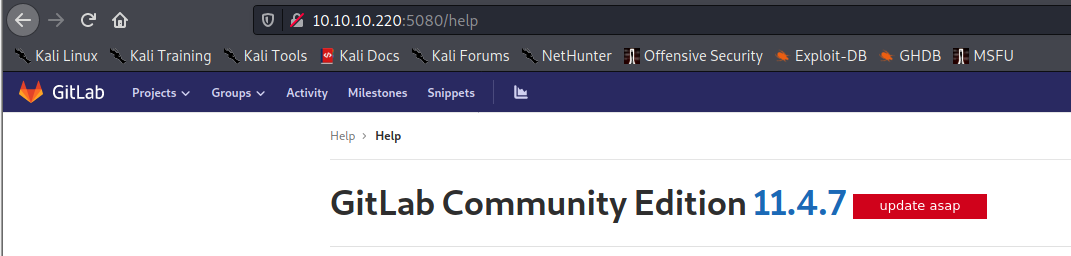 10.10.10.220:5080/help
Kali Linux Kali Training Kali Tools Kali Docs Kali Forums NetHunter Offensive Security Exploit-DB GHDB MSFU
GitLab Projects Groups Activity Milestones Snippets
Help › Help
GitLab Community Edition 11.4.7 update asap